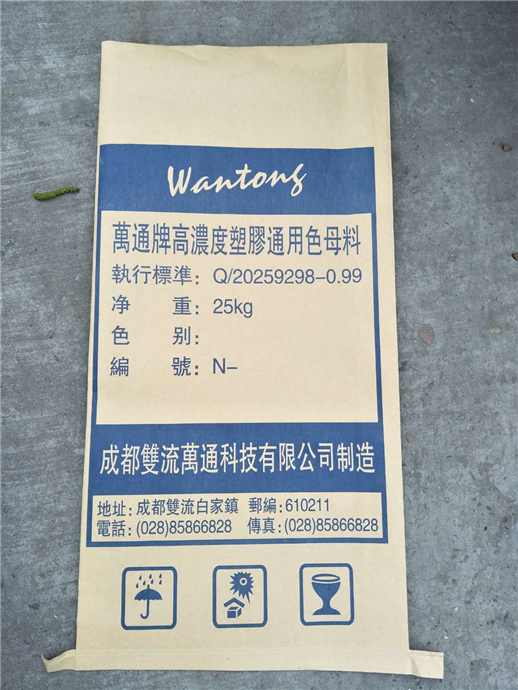 Wantong
萬通牌高濃度塑膠通用色母料
執行標準：Q/20259298-0.99
净 重：25kg
色 别：
編 號：N-
成都雙流萬通科技有限公司制造
地址：成都雙流白家鎮 郵編：610211
電話：(028)85866828 傳真：(028)85866828